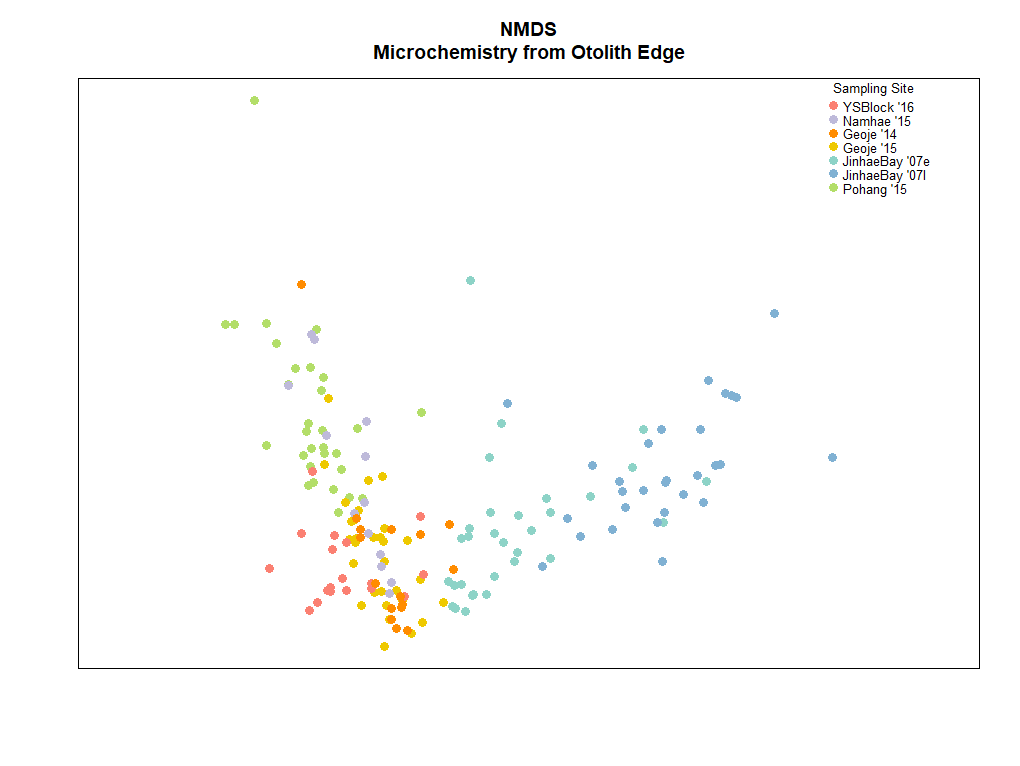 NMDS
Microchemistry from Otolith Edge
Sampling Site
YSBlock '16
Namhae '15
Geoje '14
Geoje '15
JinhaeBay '07e
JinhaeBay '07l
Pohang '15